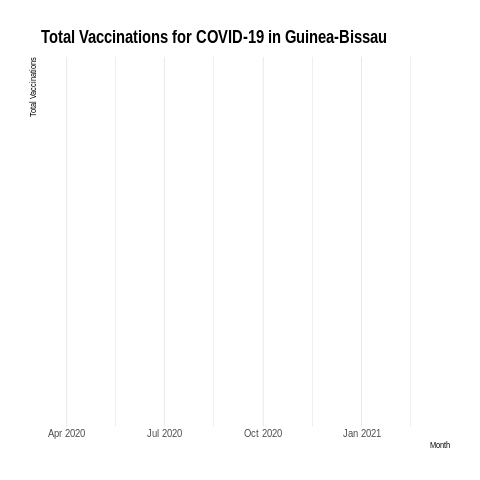 Total Vaccinations for COVID-19 in Guinea-Bissau
Total Vaccinations
Apr 2020 Jul 2020 Oct 2020 Jan 2021
Month